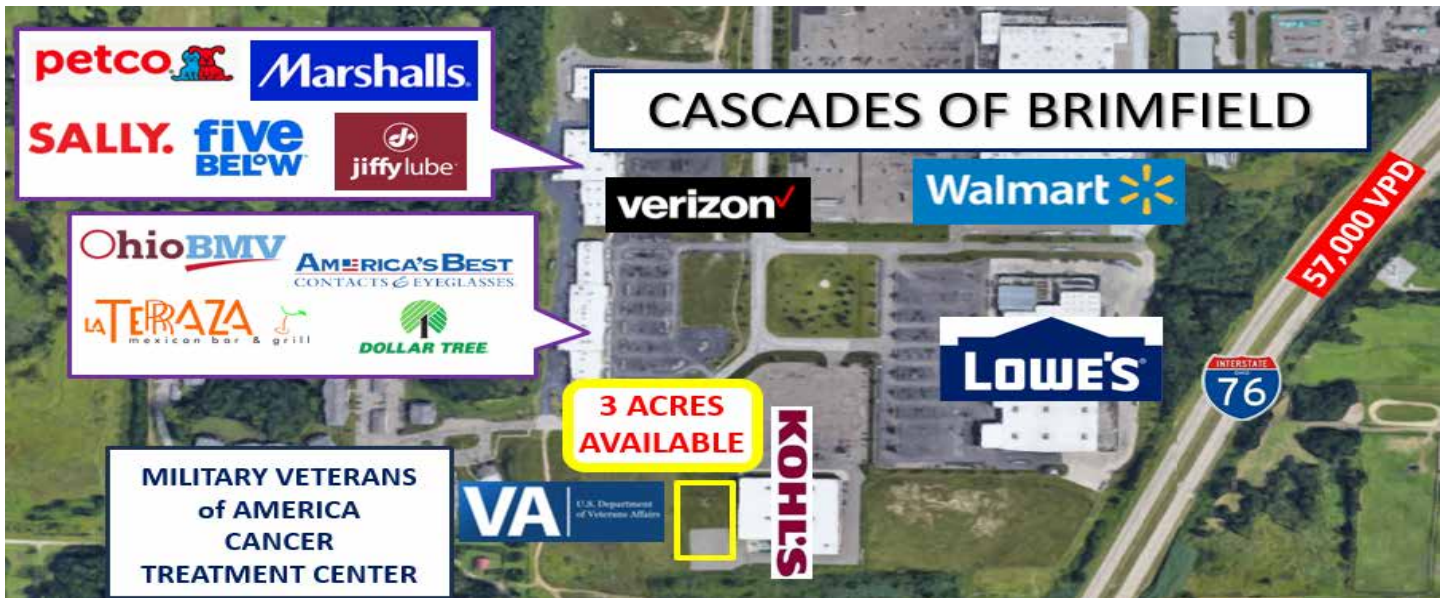 petco
Marshalls.
SALLY.
five
BELOW
jiffylube
CASCADES OF BRIMFIELD
verizon
Walmart
57,000 VPD
OhioBMV
AMERICA'S BEST
CONTACTS & EYEGLASSES
LA TERRAZA
mexican bar & grill
DOLLAR TREE
LOWE'S
INTERSTATE
76
3 ACRES
AVAILABLE
KOHL'S
MILITARY VETERANS
of AMERICA
CANCER
TREATMENT CENTER
VA
U.S. Department
of Veterans Affairs